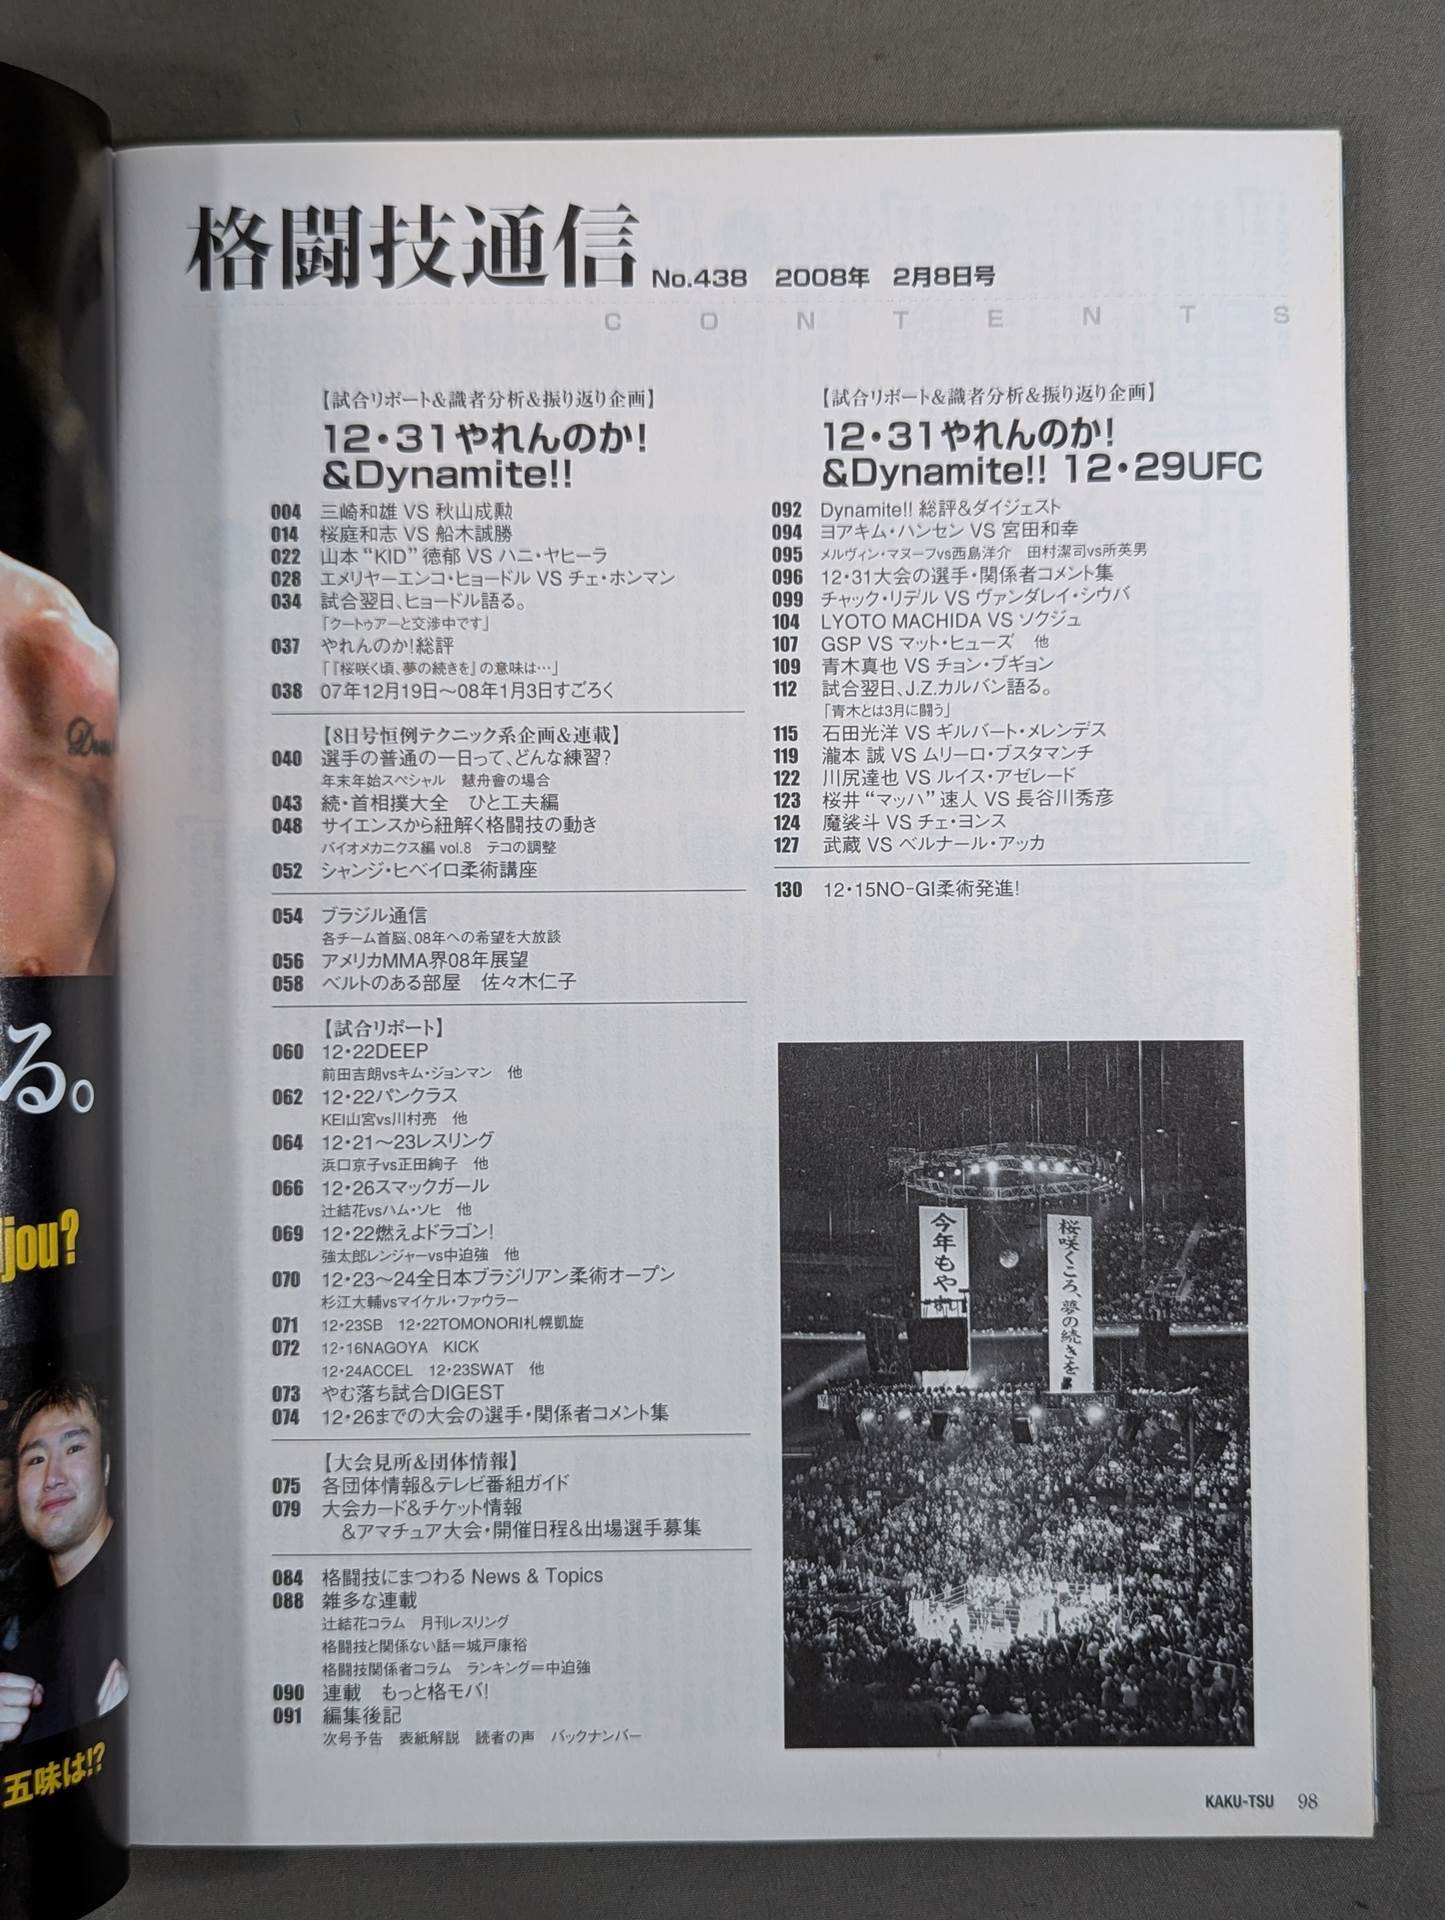 格闘技通信 No.438 2008年 2月8日号
CONTENTS
【試合リポート&識者分析&振り返り企画】
12・31やれんのか!
&Dynamite!!
004 三崎和雄 VS 秋山成勲
014 桜庭和志 VS 船木誠勝
022 山本“KID”徳郁 VS ハニ・ヤヒーラ
028 エメリヤーエンコ・ヒョードル VS チェ・ホンマン
034 試合翌日、ヒョードル語る。
「クートゥアーと交渉中です」
037 やれんのか!総評
「『桜咲く頃、夢の続きを』の意味は…」
038 07年12月19日〜08年1月3日すごろく
【8日号恒例テクニック系企画&連載】
040 選手の普通の一日って、どんな練習?
年末年始スペシャル 慧舟會の場合
043 続・首相撲大全 ひと工夫編
048 サイエンスから紐解く格闘技の動き
バイオメカニクス編 vol.8 テコの調整
052 シャンジ・ヒベイロ柔術講座
054 ブラジル通信
各チーム首脳、08年への希望を大放談
056 アメリカMMA界08年展望
058 ベルトのある部屋 佐々木仁子
【試合リポート】
060 12・22DEEP
前田吉朗vsキム・ジョンマン 他
062 12・22パンクラス
KEI山宮vs川村亮 他
064 12・21〜23レスリング
浜口京子vs正田絢子 他
066 12・26スマックガール
辻結花vsハム・ソヒ 他
069 12・22燃えよドラゴン!
強太郎レンジャーvs中迫強 他
070 12・23〜24全日本ブラジリアン柔術オープン
杉江大輔vsマイケル・ファウラー
071 12・23SB 12・22TOMONORI札幌凱旋
072 12・16NAGOYA KICK
12・24ACCEL 12・23SWAT 他
073 やむ落ち試合DIGEST
074 12・26までの大会の選手・関係者コメント集
【大会見所&団体情報】
075 各団体情報&テレビ番組ガイド
079 大会カード&チケット情報
&アマチュア大会・開催日程&出場選手募集
084 格闘技にまつわる News & Topics
088 雑多な連載
辻結花コラム 月刊レスリング
格闘技と関係ない話＝城戸康裕
格闘技関係者コラム ランキング＝中迫強
090 連載 もっと格モバ!
091 編集後記
次号予告 表紙解説 読者の声 バックナンバー
【試合リポート&識者分析&振り返り企画】
12・31やれんのか!
&Dynamite!! 12・29UFC
092 Dynamite!! 総評&ダイジェスト
094 ヨアキム・ハンセン VS 宮田和幸
095 メルヴィン・マヌーフvs西島洋介 田村潔司vs所英男
096 12・31大会の選手・関係者コメント集
099 チャック・リデル VS ヴァンダレイ・シウバ
104 LYOTO MACHIDA VS ソクジュ
107 GSP VS マット・ヒューズ 他
109 青木真也 VS チョン・ブギョン
112 試合翌日、J.Z.カルバン語る。
「青木とは3月に闘う」
115 石田光洋 VS ギルバート・メレンデス
119 瀧本 誠 VS ムリーロ・ブスタマンチ
122 川尻達也 VS ルイス・アゼレード
123 桜井“マッハ”速人 VS 長谷川秀彦
124 魔裟斗 VS チェ・ヨンス
127 武蔵 VS ベルナール・アッカ
130 12・15NO-GI柔術発進!
今年もや
桜咲くころ、夢の続きを
KAKU-TSU 98
る。
jou?
五味は!?